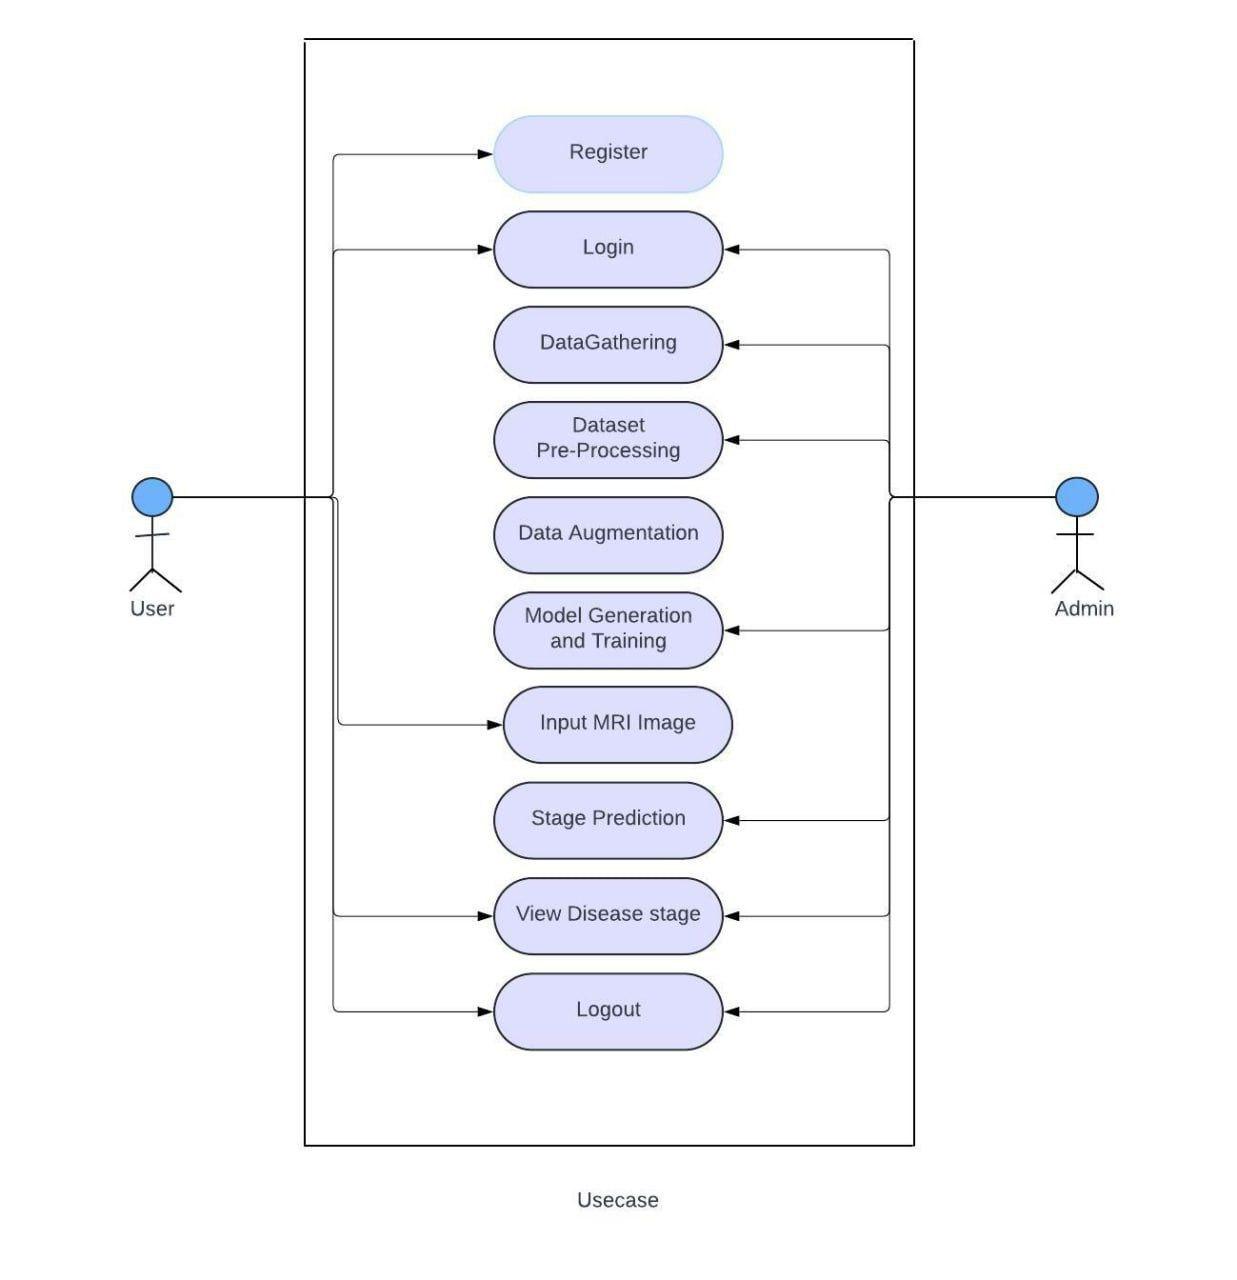 Register
Login
DataGathering
Dataset
Pre-Processing
Data Augmentation
Model Generation
and Training
Input MRI Image
Stage Prediction
View Disease stage
Logout
User
Admin
Usecase